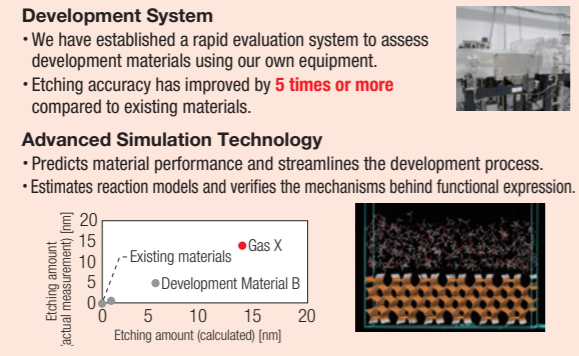 Development System
・We have established a rapid evaluation system to assess
development materials using our own equipment.
・Etching accuracy has improved by 5 times or more
compared to existing materials.
Advanced Simulation Technology
・Predicts material performance and streamlines the development process.
・Estimates reaction models and verifies the mechanisms behind functional expression.
Etching amount
(actual measurement) [nm]
20
15
10
5
0
Gas X
Existing materials
Development Material B
0 5 10 15 20
Etching amount (calculated) [nm]